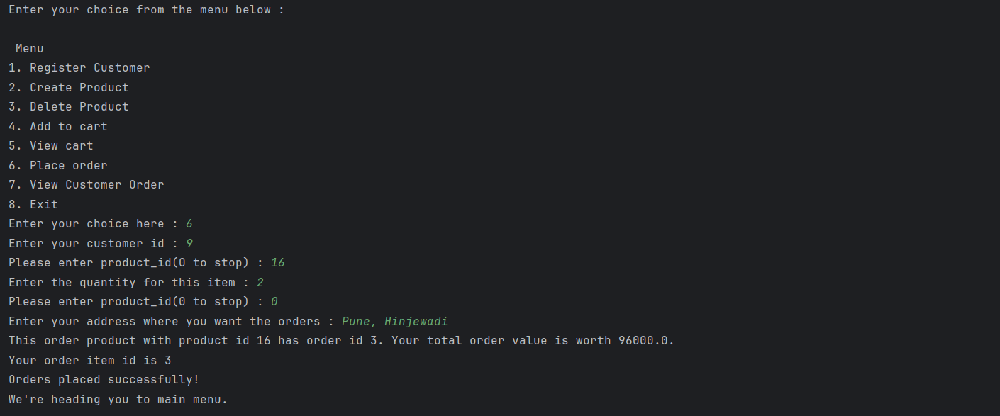 Enter your choice from the menu below :
Menu
1. Register Customer
2. Create Product
3. Delete Product
4. Add to cart
5. View cart
6. Place order
7. View Customer Order
8. Exit
Enter your choice here : 6
Enter your customer id : 9
Please enter product_id(0 to stop) : 16
Enter the quantity for this item : 2
Please enter product_id(0 to stop) : 0
Enter your address where you want the orders : Pune, Hinjewadi
This order product with product id 16 has order id 3. Your total order value is worth 96000.0.
Your order item id is 3
Orders placed successfully!
We're heading you to main menu.